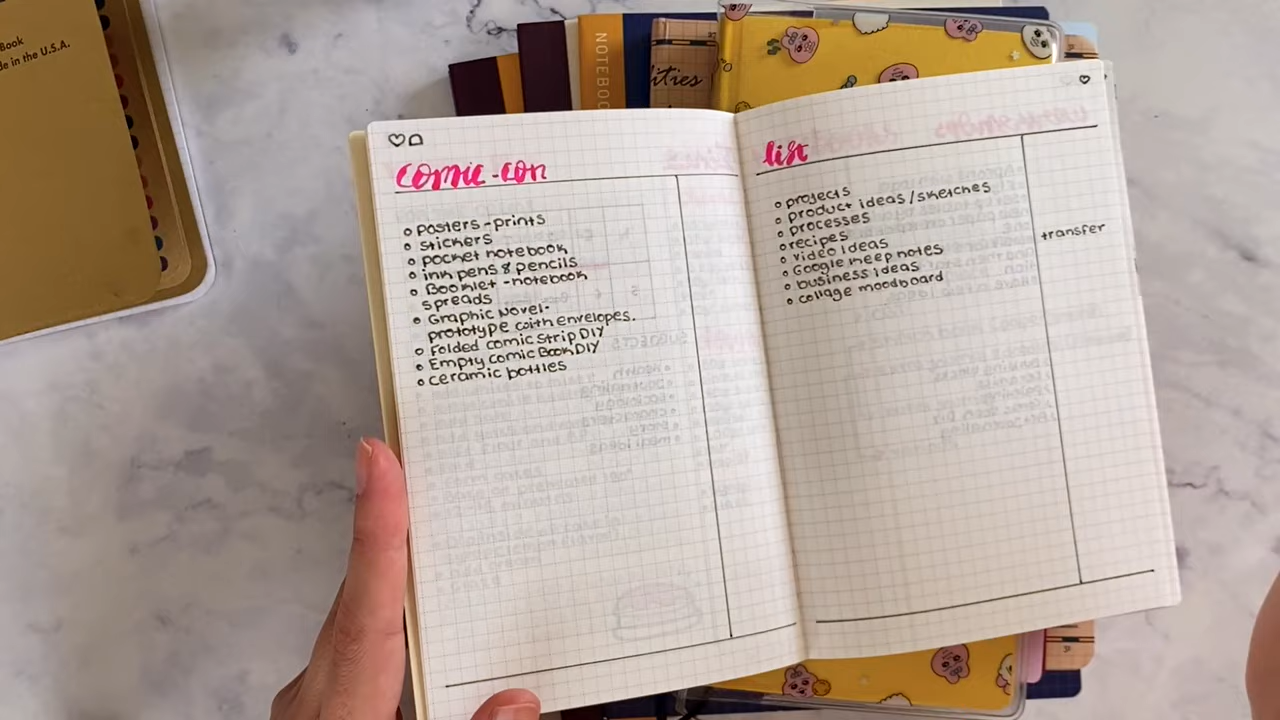 Book
de in the U.S.A.
NOTEBOO
lities
comic-con
posters-prints
stickers
pocket notebook
ink pens & pencils
Booklet-notebook
spreads
Graphic Novel-
prototype with envelopes.
Folded comic strip DIY
Empty comic Book DIY
ceramic bottles
list
projects
product ideas/sketches
processes
recipes
video ideas
Google keep notes
business ideas
collage moodboard
transfer